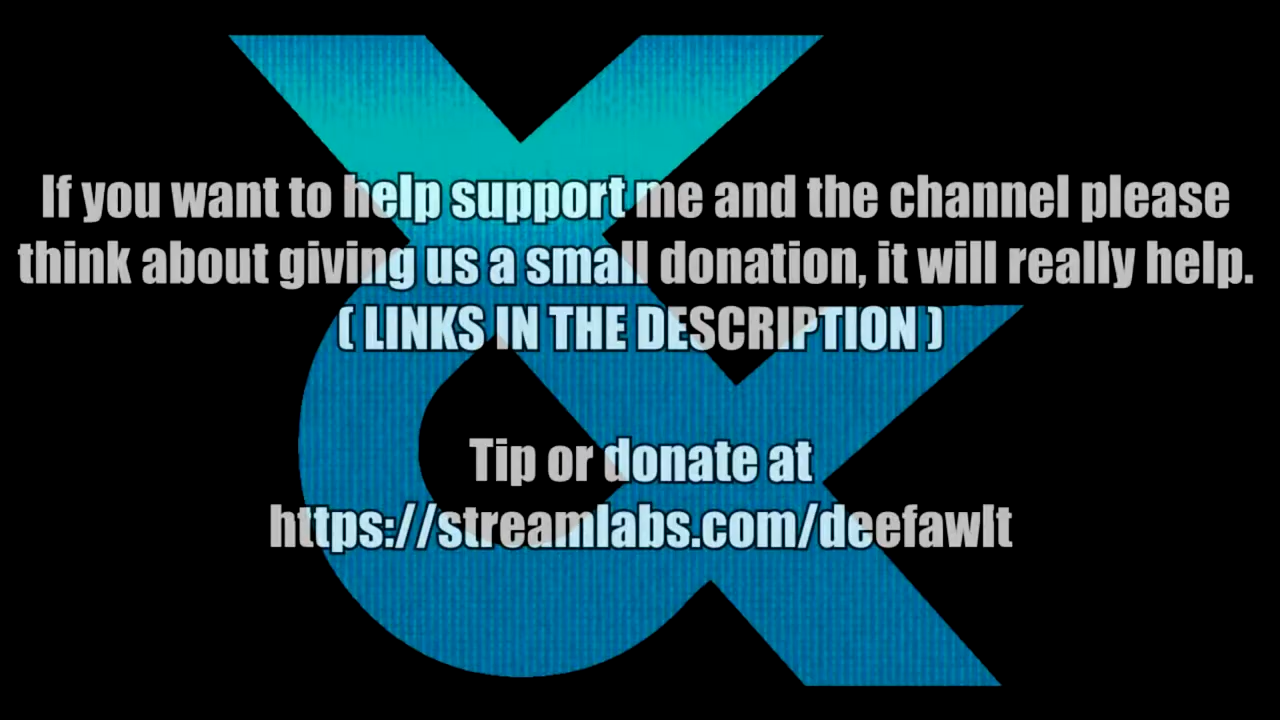 If you want to help support me and the channel please
think about giving us a small donation, it will really help.
( LINKS IN THE DESCRIPTION )
Tip or donate at
https://streamlabs.com/deefawlt